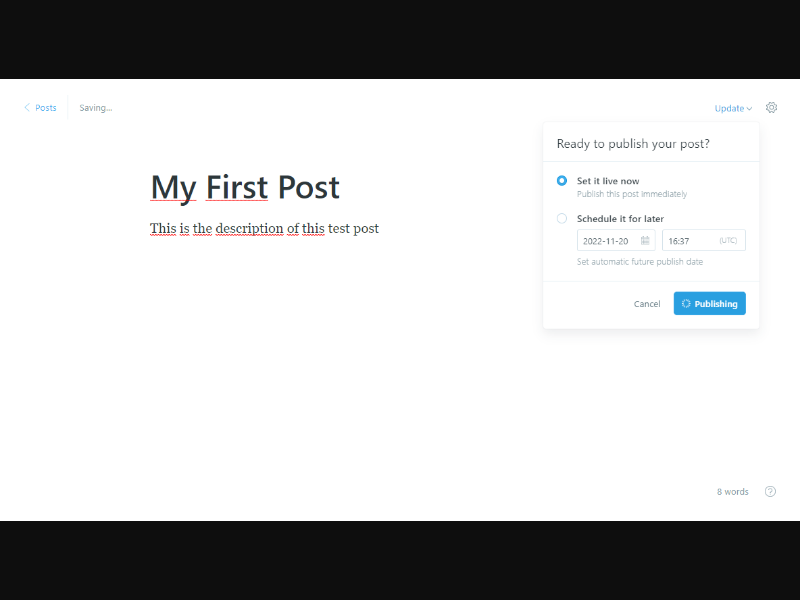 Posts
Saving...
Update
Ready to publish your post?
Set it live now
Publish this post immediately
Schedule it for later
2022-11-20
16:37
(UTC)
Set automatic future publish date
Cancel
Publishing
My First Post
This is the description of this test post
8 words
?